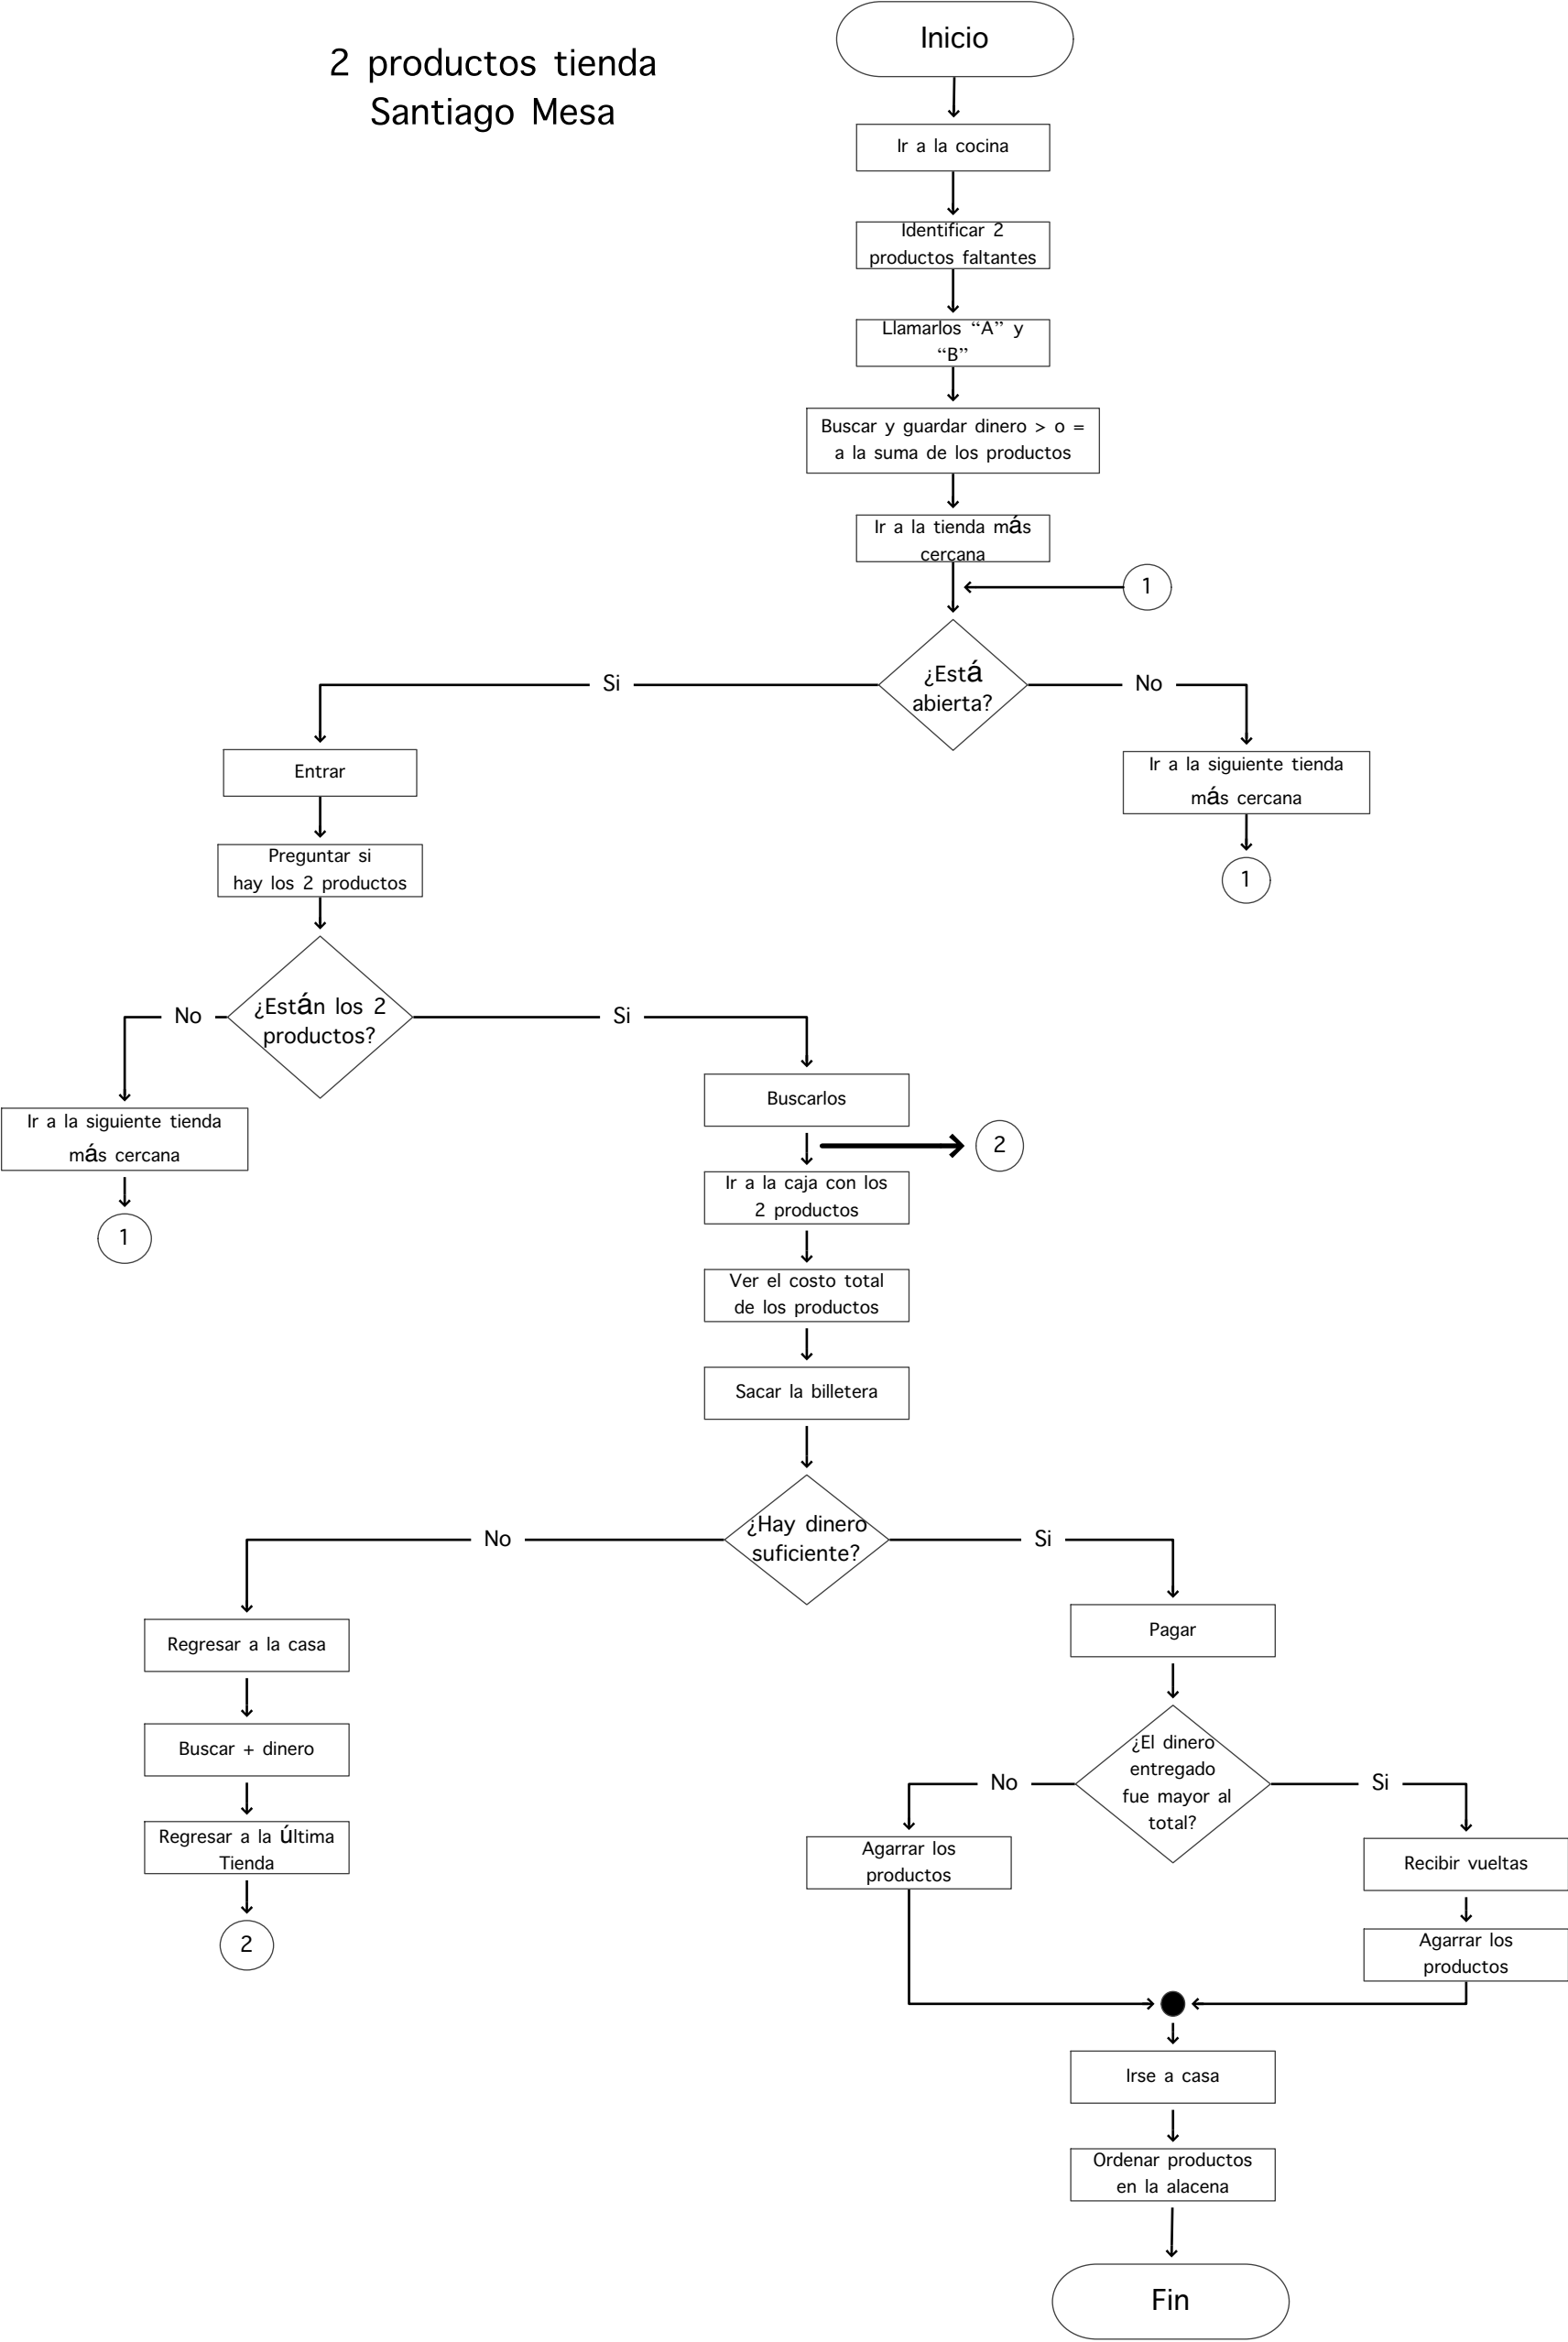 2 productos tienda
Santiago Mesa
Inicio
Ir a la cocina
Identificar 2
productos faltantes
Llamarlos “A” y
“B”
Buscar y guardar dinero > o =
a la suma de los productos
Ir a la tienda más
cercana
1
¿Está
abierta?
Si
No
Entrar
Ir a la siguiente tienda
más cercana
1
Preguntar si
hay los 2 productos
¿Están los 2
productos?
No
Si
Ir a la siguiente tienda
más cercana
1
Buscarlos
2
Ir a la caja con los
2 productos
Ver el costo total
de los productos
Sacar la billetera
¿Hay dinero
suficiente?
No
Si
Regresar a la casa
Buscar + dinero
Regresar a la última
Tienda
2
Pagar
¿El dinero
entregado
fue mayor al
total?
No
Si
Agarrar los
productos
Recibir vueltas
Agarrar los
productos
Irse a casa
Ordenar productos
en la alacena
Fin